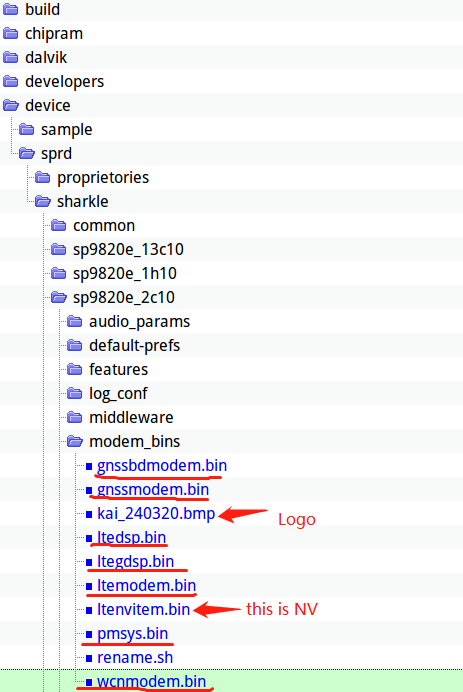 build
chipram
dalvik
developers
device
sample
sprd
proprietories
sharkle
common
sp9820e_13c10
sp9820e_1h10
sp9820e_2c10
audio_params
default-prefs
features
log_conf
middleware
modem_bins
gnssbdmodem.bin
gnssmodem.bin
kai_240320.bmp Logo
ltedsp.bin
ltegdsp.bin
ltemodem.bin
ltenvitem.bin this is NV
pmsys.bin
rename.sh
wcnmodem.bin